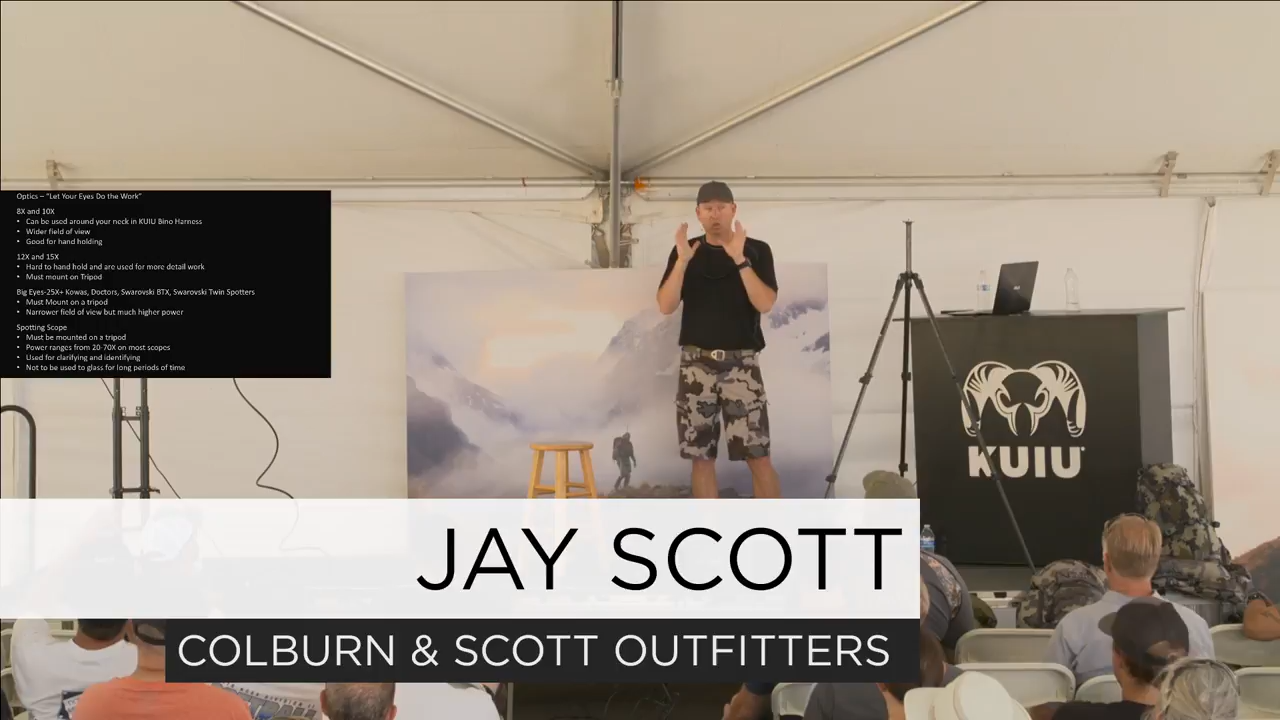 Optics – "Let Your Eyes Do the Work"
8X and 10X
• Can be used around your neck in KUIU Bino Harness
• Wider field of view
• Good for hand holding
12X and 15X
• Hard to hand hold and are used for more detail work
• Must mount on Tripod
Big Eyes-25X+ Kowas, Doctors, Swarovski BTX, Swarovski Twin Spotters
• Must Mount on a tripod
• Narrower field of view but much higher power
Spotting Scope
• Must be mounted on a tripod
• Power ranges from 20-70X on most scopes
• Used for clarifying and identifying
• Not to be used to glass for long periods of time
KUIU
JAY SCOTT
COLBURN & SCOTT OUTFITTERS